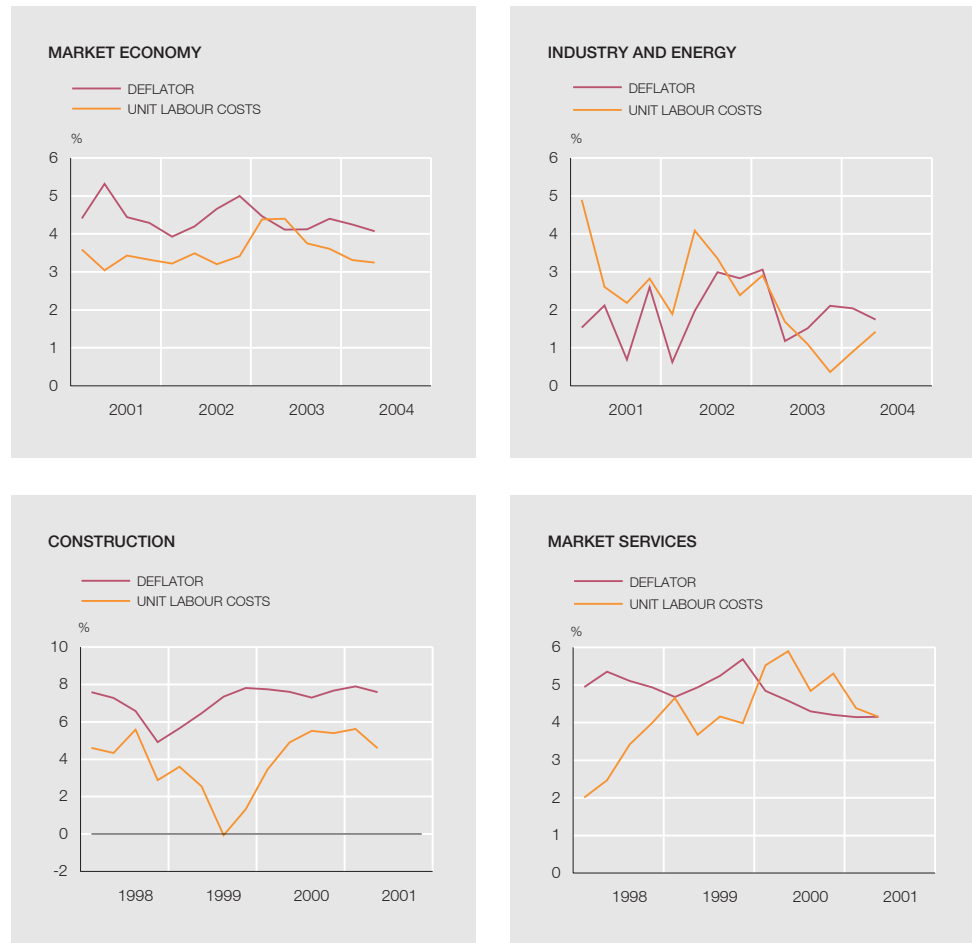 MARKET ECONOMY
DEFLATOR
UNIT LABOUR COSTS
%
6
5
4
3
2
1
0
2001 2002 2003 2004
INDUSTRY AND ENERGY
DEFLATOR
UNIT LABOUR COSTS
%
6
5
4
3
2
1
0
2001 2002 2003 2004
CONSTRUCTION
DEFLATOR
UNIT LABOUR COSTS
%
10
8
6
4
2
0
-2
1998 1999 2000 2001
MARKET SERVICES
DEFLATOR
UNIT LABOUR COSTS
%
6
5
4
3
2
1
0
1998 1999 2000 2001